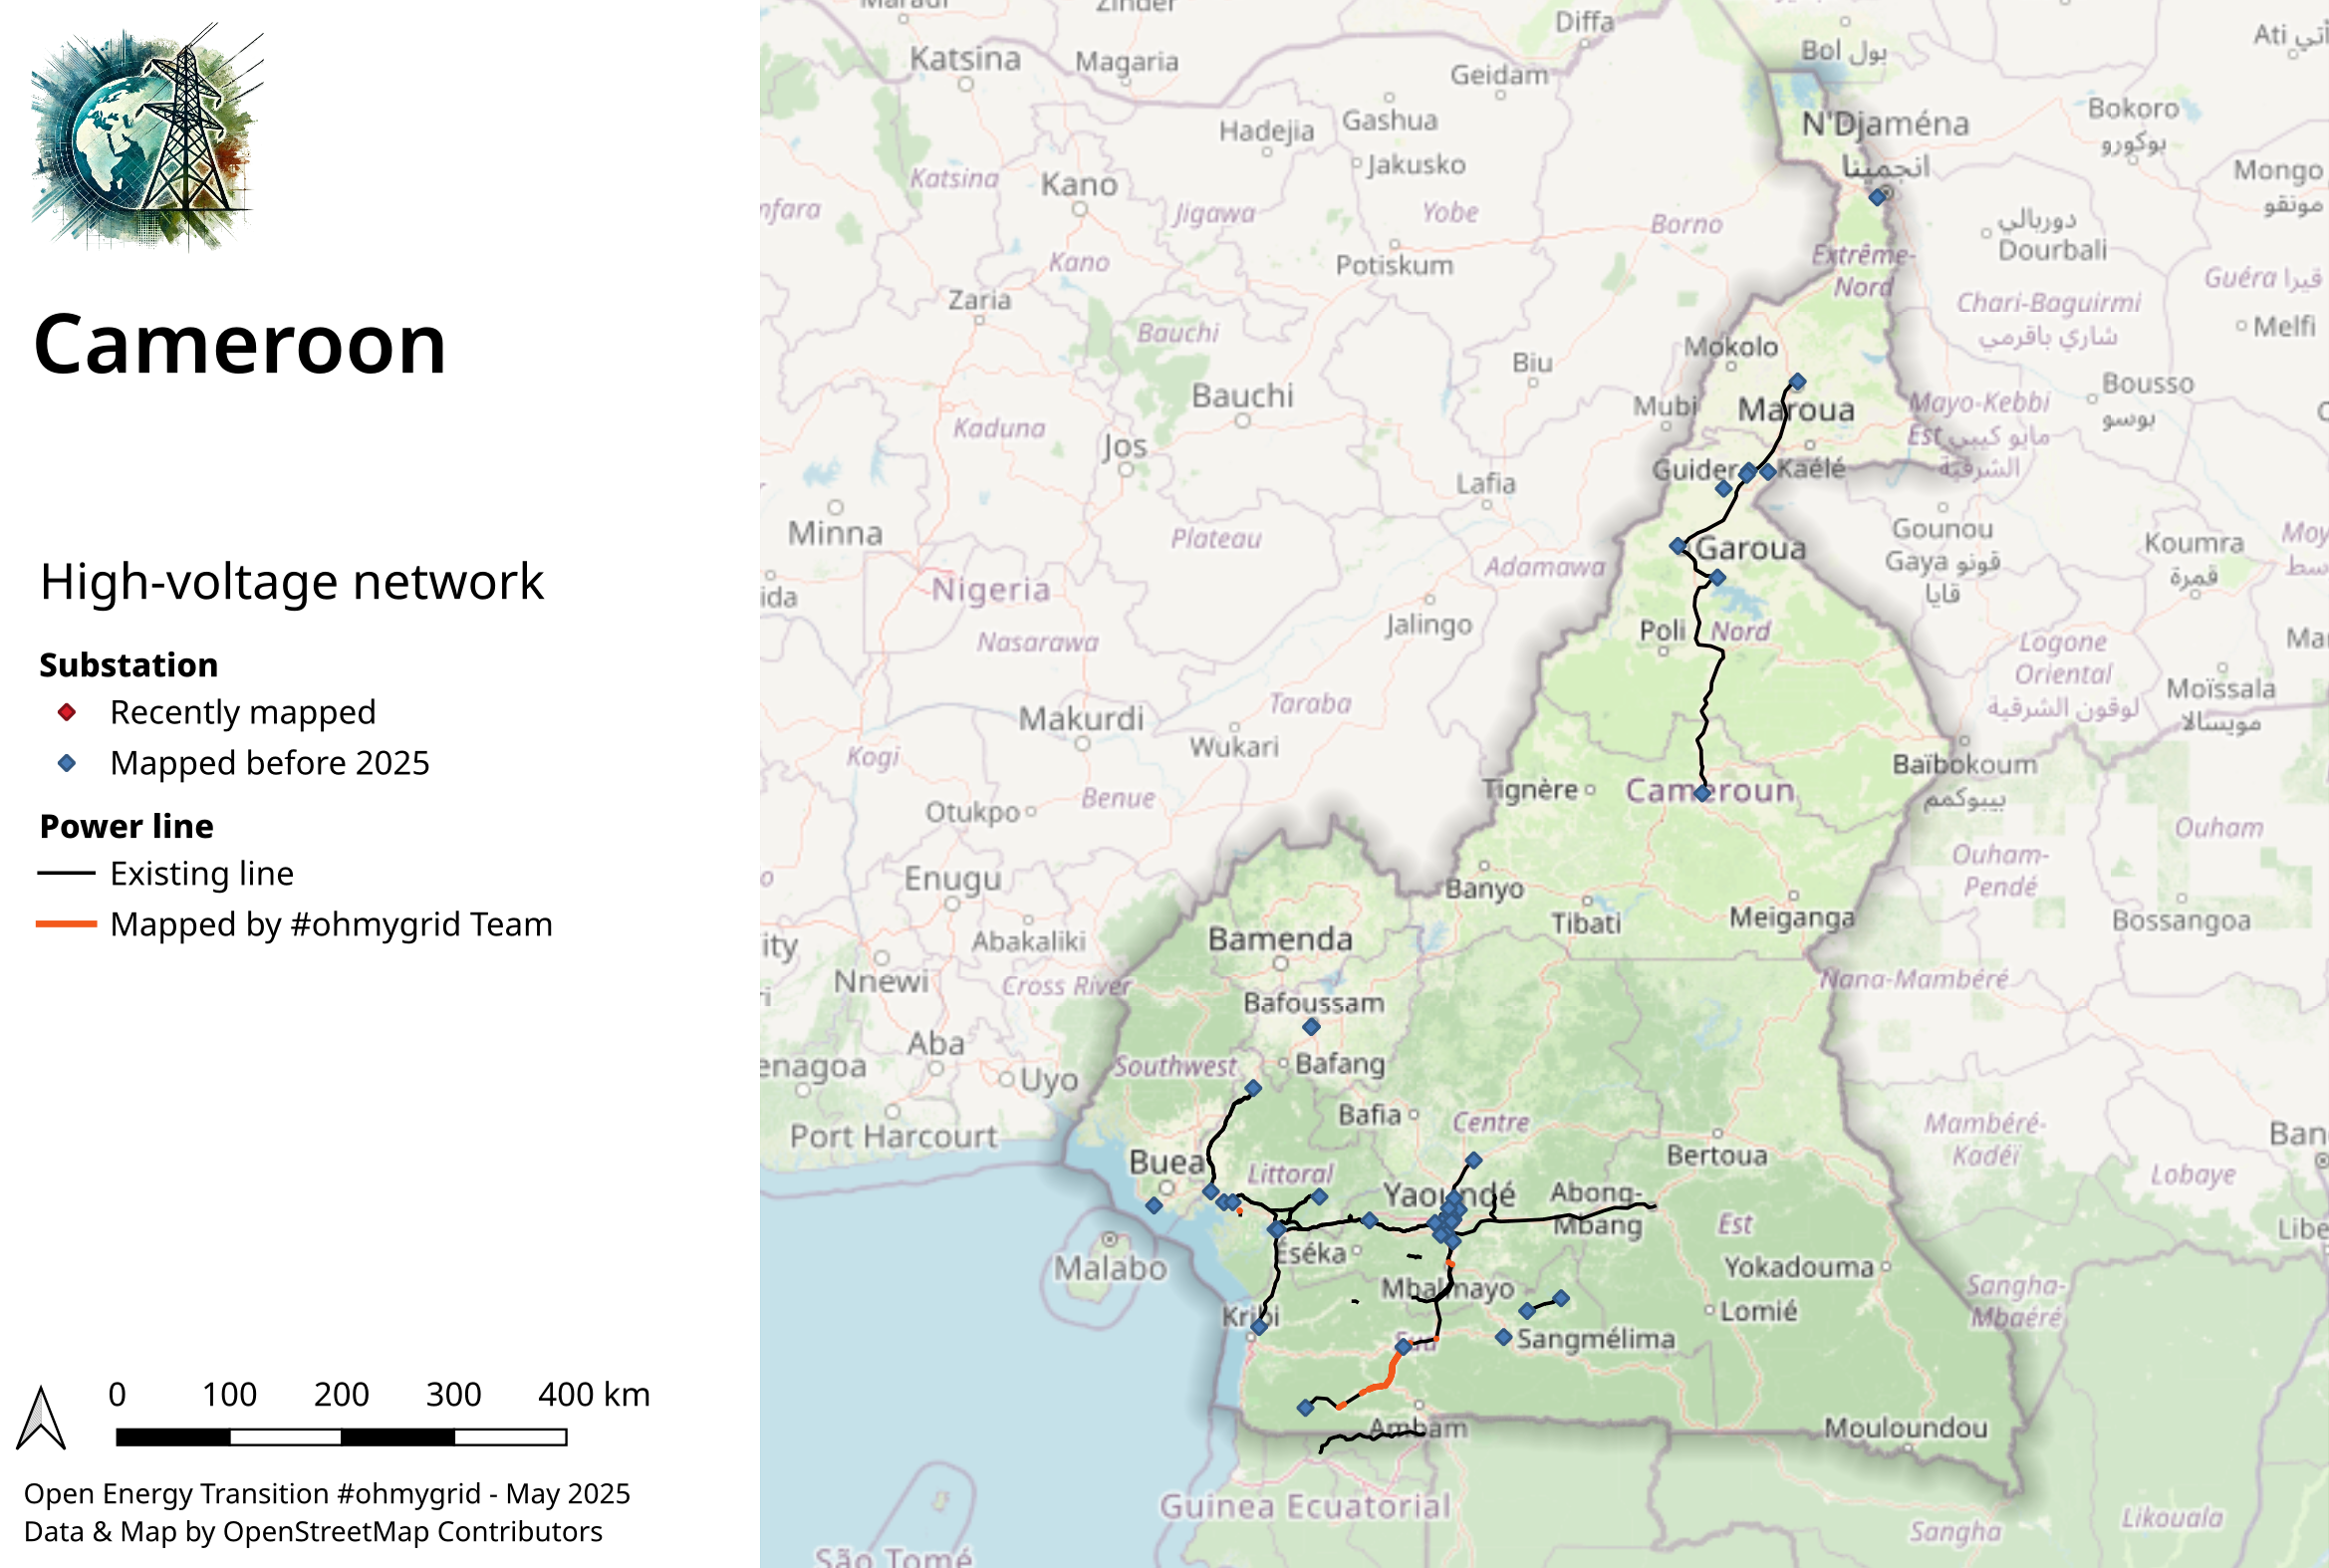 Cameroon
High-voltage network
Substation
Recently mapped
Mapped before 2025
Power line
Existing line
Mapped by #ohmygrid Team
0 100 200 300 400 km
Open Energy Transition #ohmygrid - May 2025
Data & Map by OpenStreetMap Contributors
Maradi
Zinder
Diffa
Bol بول
Katsina
Magaria
Geidam
N'Djaména
انجمينا
Bokoro
بوكورو
Hadejia
Gashua
Jakusko
Katsina
Kano
Jigawa
Yobe
Borno
Mongo
مونقو
دوربالي
Dourbali
Kano
Potiskum
Extrême-
Nord
Zaria
Bauchi
Chari-Baguirmi
شاري باقرمي
Guéra قيرا
Melfi
Mokolo
Biu
Bauchi
Mubi
Maroua
Mayo-Kebbi
Est مايو كيبي
الشرقية
Bousso
بوسو
Kaduna
Jos
Guider
Kaélé
Lafia
Minna
Plateau
Garoua
Gounou
Gaya قونو
قايا
Koumra
قمرة
Nigeria
Adamawa
Nasarawa
Jalingo
Poli
Nord
Logone
Oriental
لوقون الشرقية
Moïssala
مويسالا
Makurdi
Taraba
Wukari
Kogi
Benue
Otukpo
Tignère
Cameroun
Baïbokoum
بيبوكمم
Ouham
Enugu
Banyo
Tibati
Meiganga
Ouham-
Pendé
Bossangoa
Abakaliki
Bamenda
Nnewi
Cross River
Nana-Mambéré
Bafoussam
Aba
Uyo
Southwest
Bafang
Bafia
Centre
Port Harcourt
Buea
Littoral
Yaoundé
Abong-
Mbang
Bertoua
Mambéré-
Kadéï
Lobaye
Est
Malabo
Éséka
Mbalmayo
Yokadouma
Sangha-
Mbaéré
Kribi
Lomié
Sud
Sangmélima
Ambam
Mouloundou
Guinea Ecuatorial
Sangha
Likouala
São Tomé